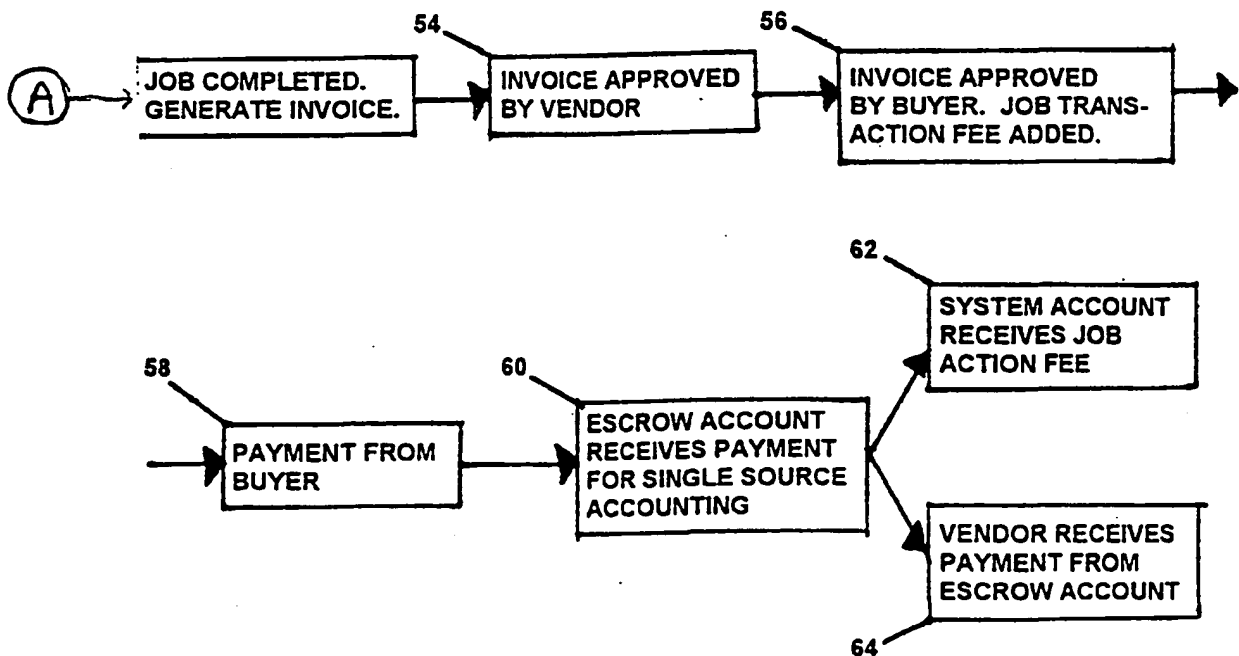 54
56
A
JOB COMPLETED.
GENERATE INVOICE.
INVOICE APPROVED
BY VENDOR
INVOICE APPROVED
BY BUYER. JOB TRANS-
ACTION FEE ADDED.
62
SYSTEM ACCOUNT
RECEIVES JOB
ACTION FEE
58
PAYMENT FROM
BUYER
60
ESCROW ACCOUNT
RECEIVES PAYMENT
FOR SINGLE SOURCE
ACCOUNTING
VENDOR RECEIVES
PAYMENT FROM
ESCROW ACCOUNT
64